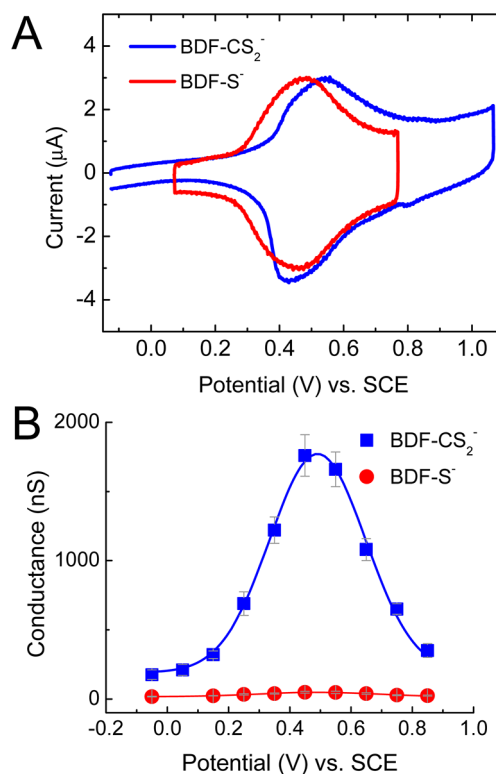 A
BDF-CS₂⁻
BDF-S⁻
4
2
0
-2
-4
Current (μA)
0.0 0.2 0.4 0.6 0.8 1.0
Potential (V) vs. SCE
B
BDF-CS₂⁻
BDF-S⁻
2000
1000
0
Conductance (nS)
-0.2 0.0 0.2 0.4 0.6 0.8 1.0
Potential (V) vs. SCE